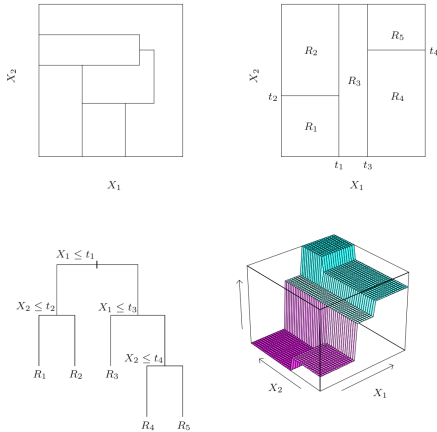 X₂
X₁
R₅
R₂
t₄
X₂
R₃
t₂
R₄
R₁
t₁ t₃
X₁
X₁ ≤ t₁
X₂ ≤ t₂ X₁ ≤ t₃
X₂ ≤ t₄
R₁ R₂ R₃
R₄ R₅
X₂ X₁